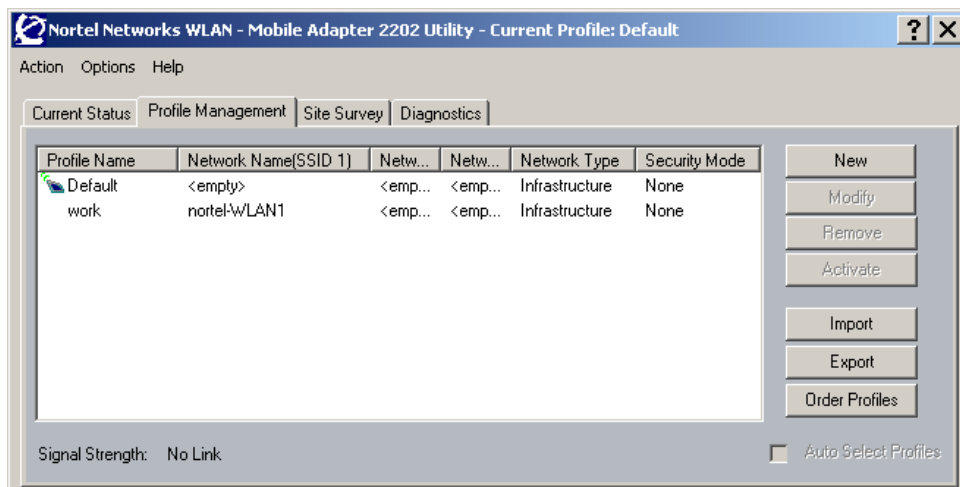 Nortel Networks WLAN - Mobile Adapter 2202 Utility - Current Profile: Default
Action Options Help
Current Status Profile Management Site Survey Diagnostics
Profile Name Network Name(SSID 1) Netw... Netw... Network Type Security Mode
Default <empty> <emp... <emp... Infrastructure None
work nortel-WLAN1 <emp... <emp... Infrastructure None
New
Modify
Remove
Activate
Import
Export
Order Profiles
Signal Strength: No Link
Auto Select Profiles